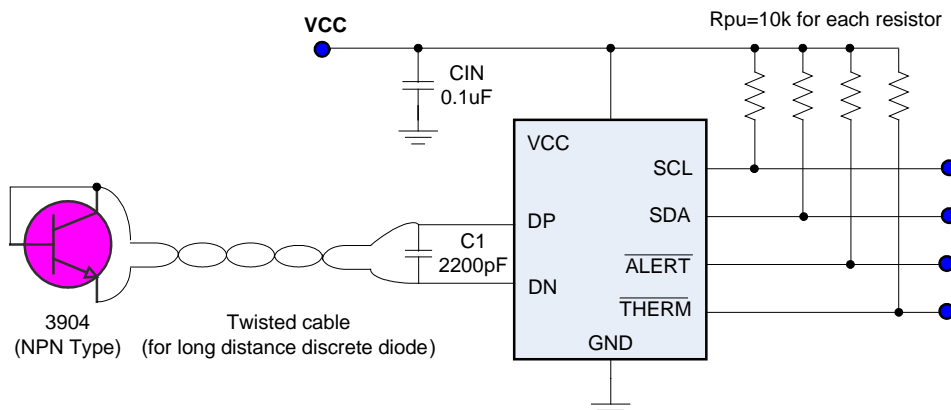 VCC
Rpu=10k for each resistor
CIN
0.1uF
VCC
SCL
DP
SDA
C1
2200pF
DN
ALERT
THERM
GND
3904
(NPN Type)
Twisted cable
(for long distance discrete diode)